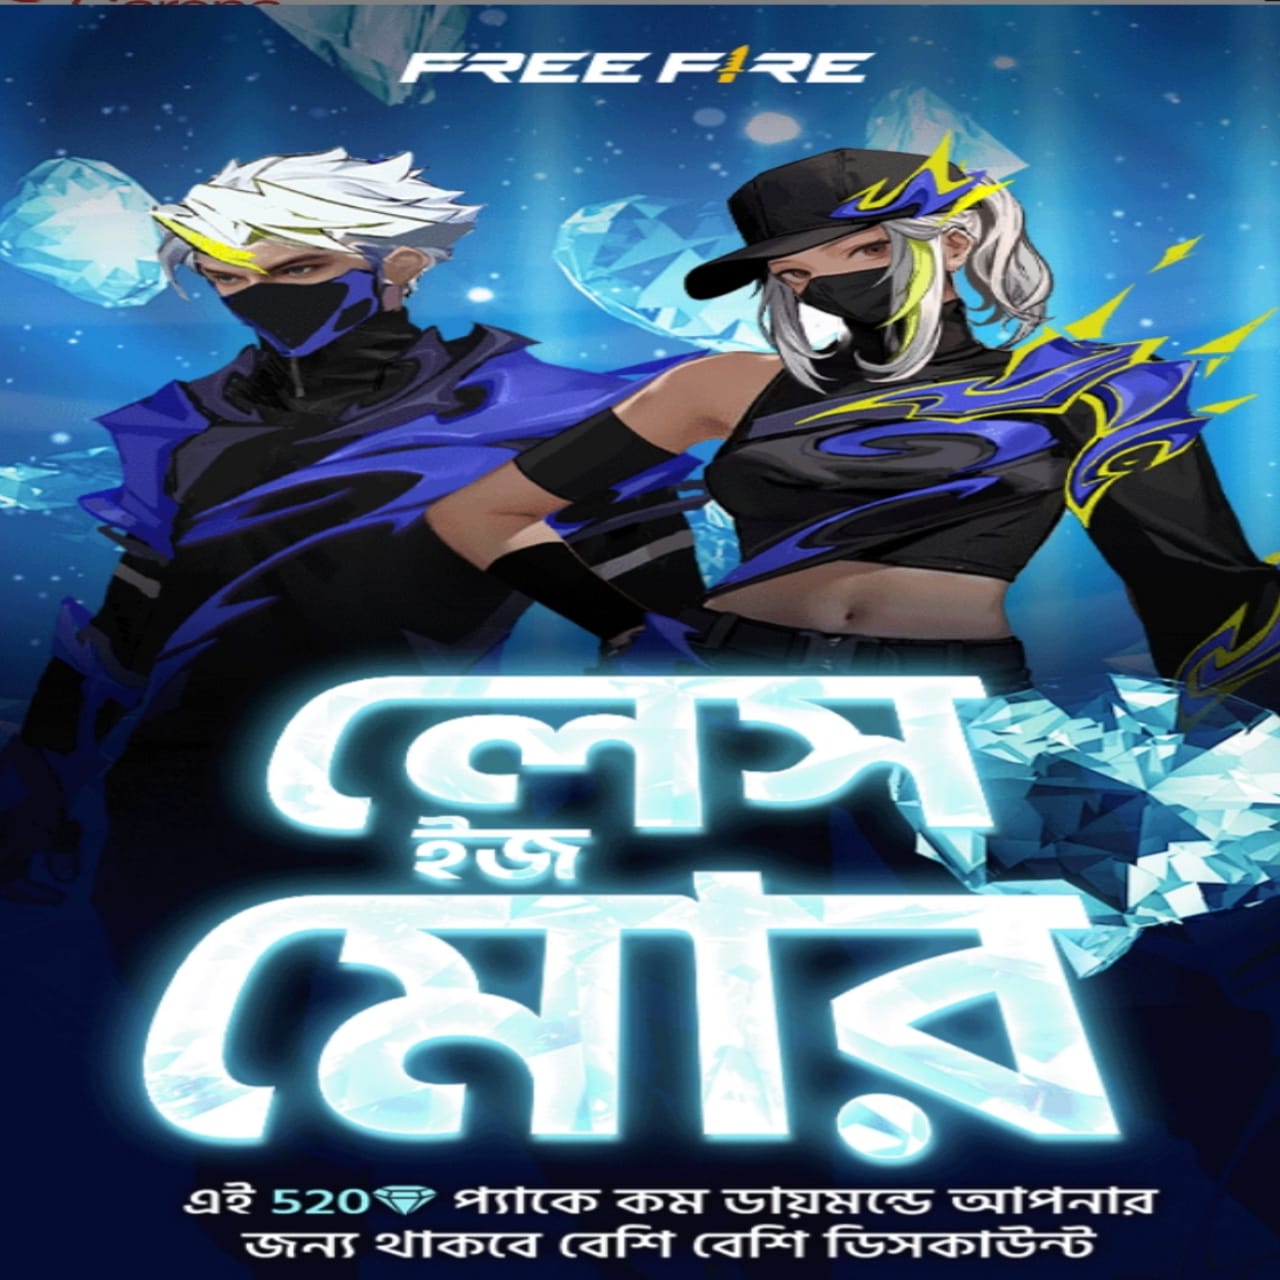 FREE FIRE
লেস
ইজ
মোর
এই 520 প্যাকে কম ডায়মন্ডে আপনার
জন্য থাকবে বেশি বেশি ডিসকাউন্ট